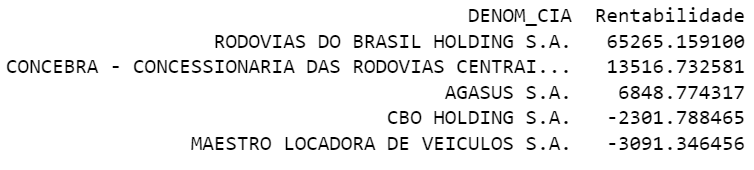 DENOM_CIA Rentabilidade
RODOVIAS DO BRASIL HOLDING S.A. 65265.159100
CONCEBRA - CONCESSIONARIA DAS RODOVIAS CENTRAI... 13516.732581
AGASUS S.A. 6848.774317
CBO HOLDING S.A. -2301.788465
MAESTRO LOCADORA DE VEICULOS S.A. -3091.346456